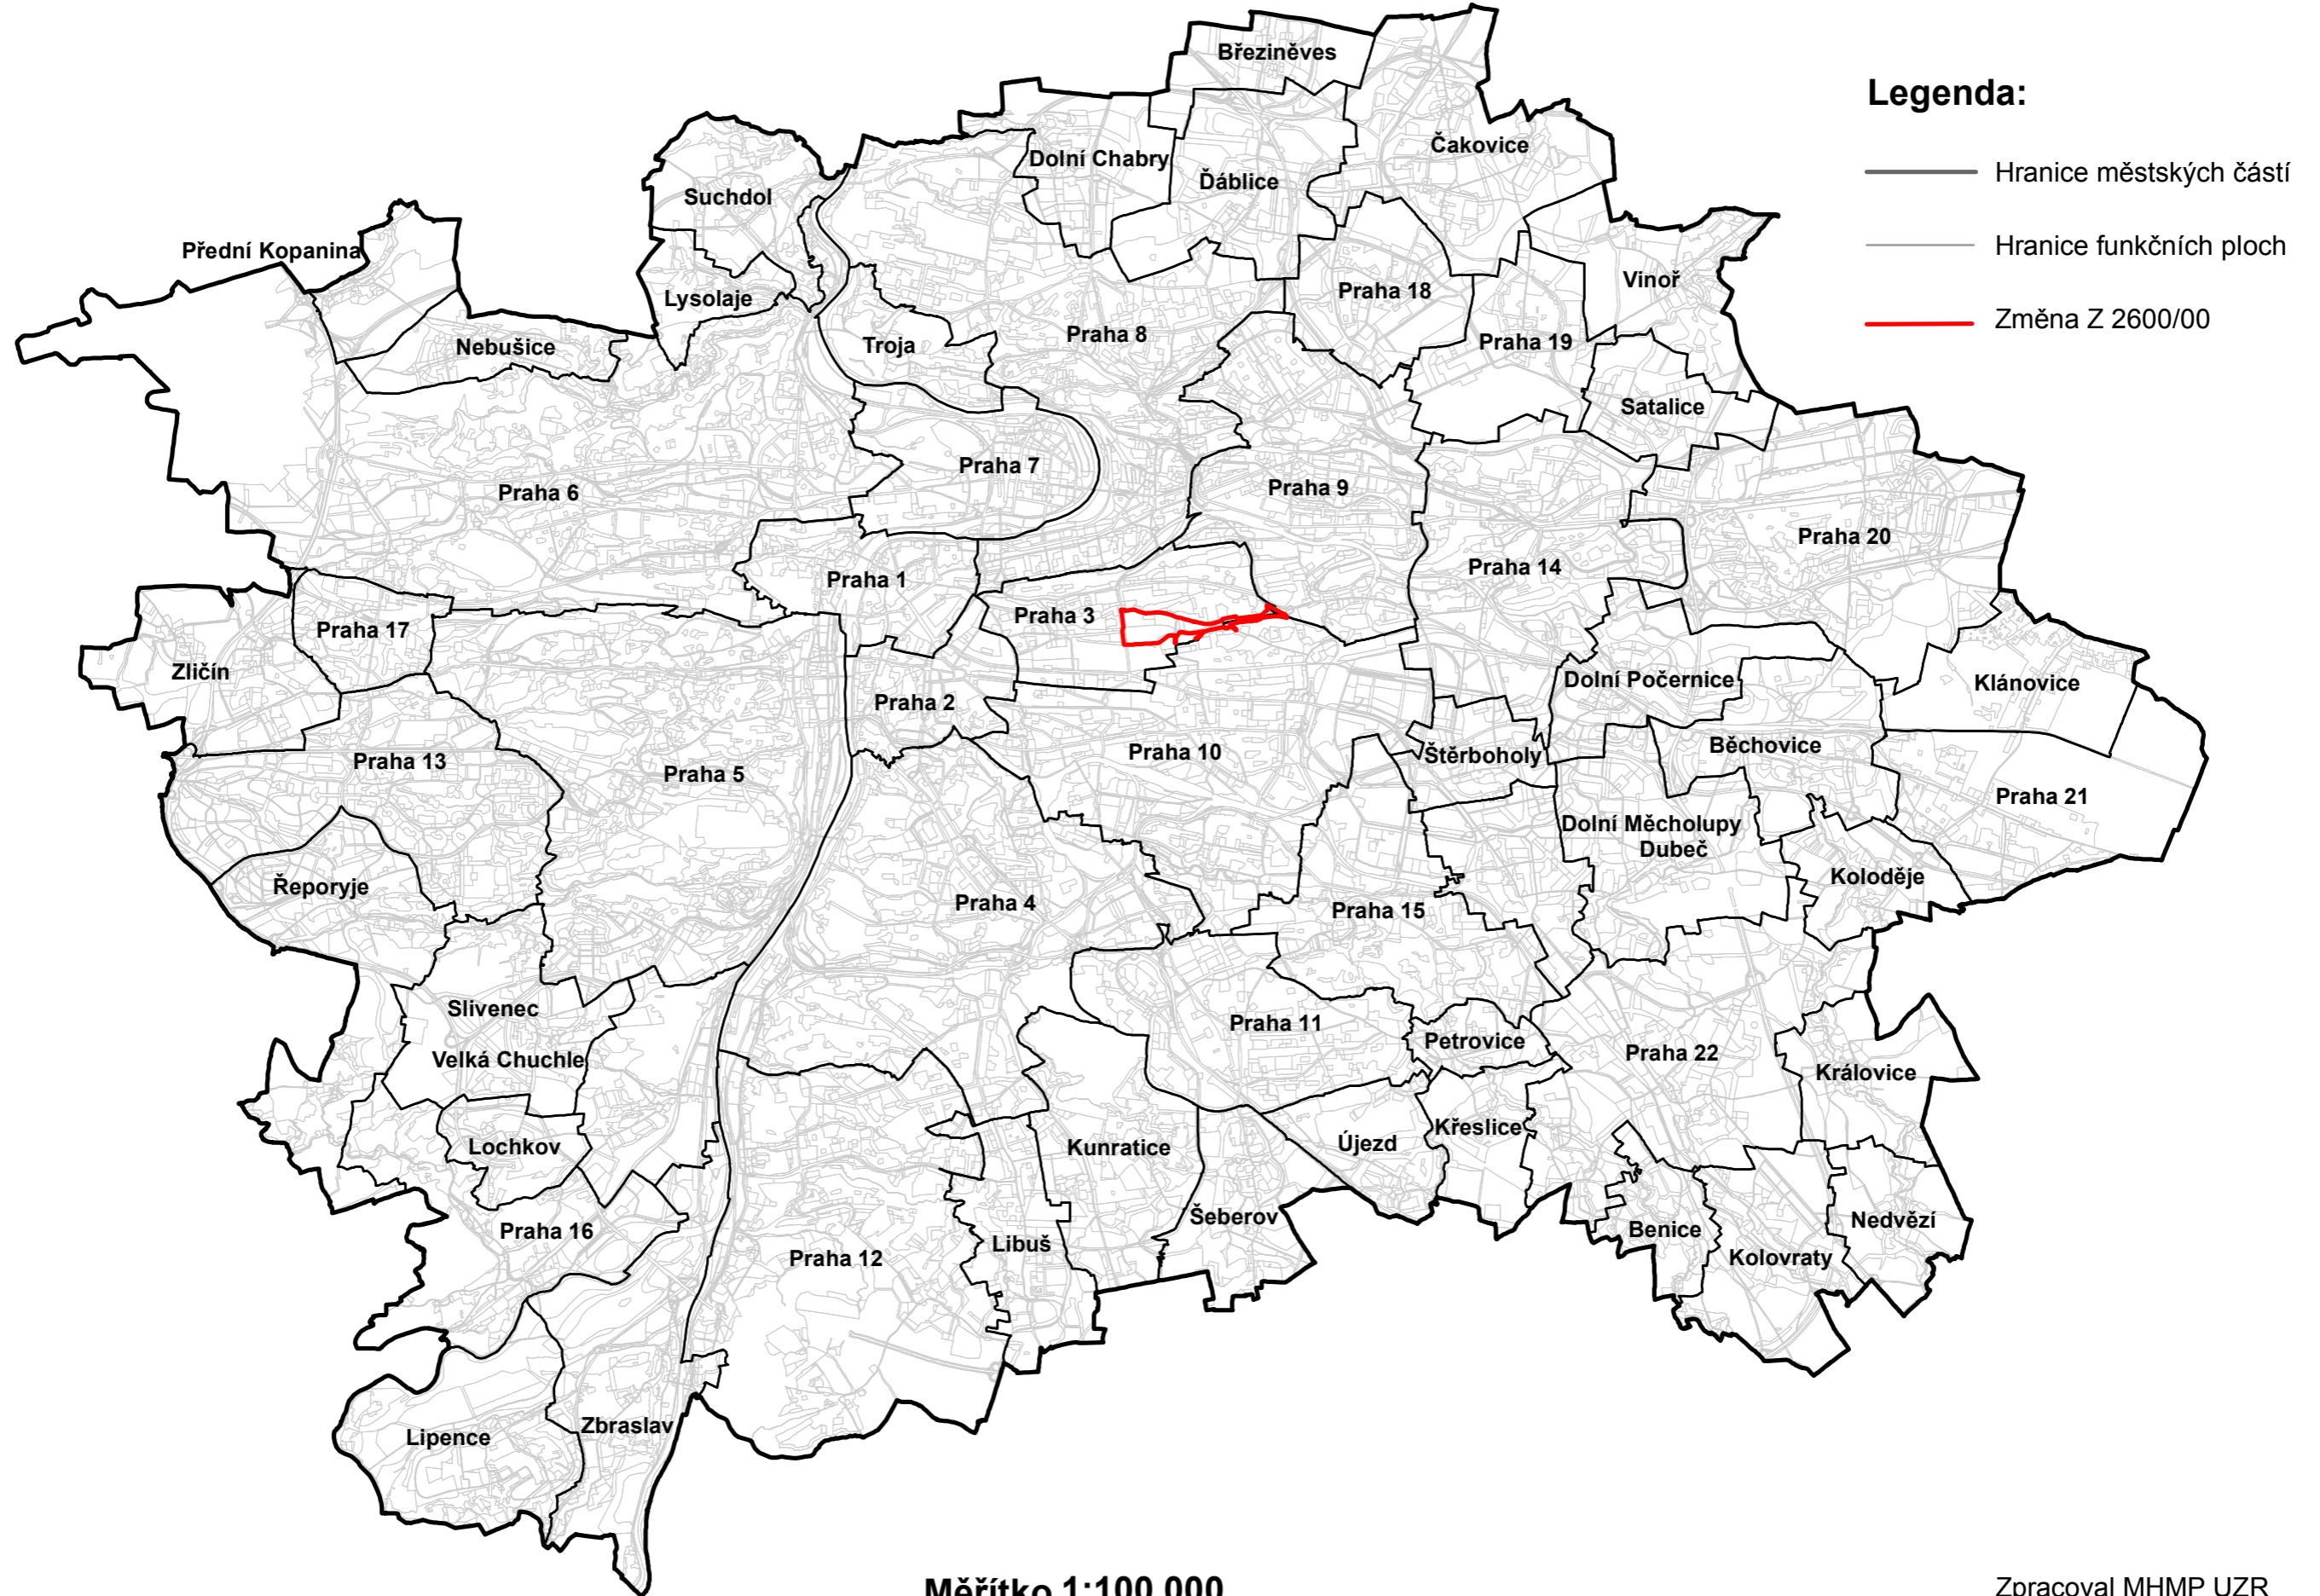 Březiněves
Legenda:
Čakovice
Dolní Chabry
Hranice městských částí
Ďáblice
Suchdol
Hranice funkčních ploch
Přední Kopanina
Vinoř
Praha 18
Lysolaje
Změna Z 2600/00
Praha 8
Praha 19
Troja
Nebušice
Satalice
Praha 7
Praha 9
Praha 6
Praha 20
Praha 14
Praha 1
Praha 3
Praha 17
Zličín
Dolní Počernice
Klánovice
Praha 2
Běchovice
Praha 10
Štěrboholy
Praha 13
Praha 5
Praha 21
Dolní Měcholupy
Dubeč
Koloděje
Řeporyje
Praha 4
Praha 15
Slivenec
Praha 11
Petrovice
Praha 22
Velká Chuchle
Královice
Křeslice
Újezd
Lochkov
Kunratice
Šeberov
Nedvězí
Benice
Praha 16
Libuš
Kolovraty
Praha 12
Zbraslav
Lipence
Měřítko 1:100 000
Zpracoval MHMP UZR